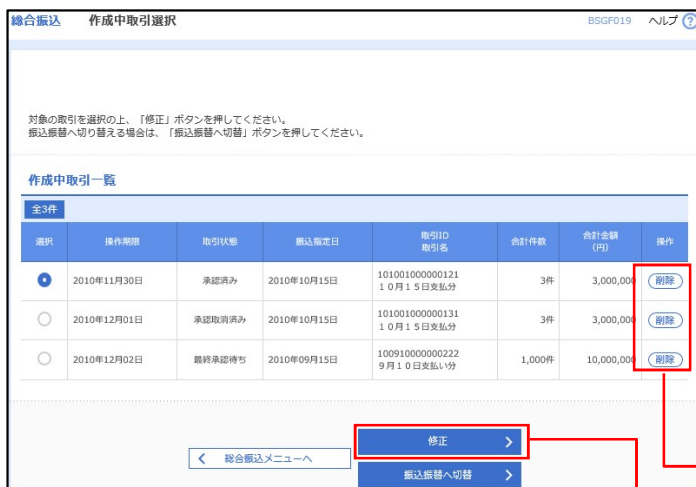 総合振込 作成中取引選択 BSGF019 ヘルプ ?
対象の取引を選択の上、「修正」ボタンを押してください。
振込振替へ切り替える場合は、「振込振替へ切替」ボタンを押してください。
作成中取引一覧
全3件
選択 操作期限 取引状態 振込指定日 取引ID 取引名 合計件数 合計金額(円) 操作
2010年11月30日 承認済み 2010年10月15日 101001000000121 3件 3,000,000 削除
10月15日支払分
2010年12月01日 承認取消済み 2010年10月15日 101001000000131 3件 3,000,000 削除
10月15日支払分
2010年12月02日 最終承認待ち 2010年09月15日 100910000000222 1,000件 10,000,000 削除
9月10日支払い分
修正
総合振込メニューへ
振込振替へ切替